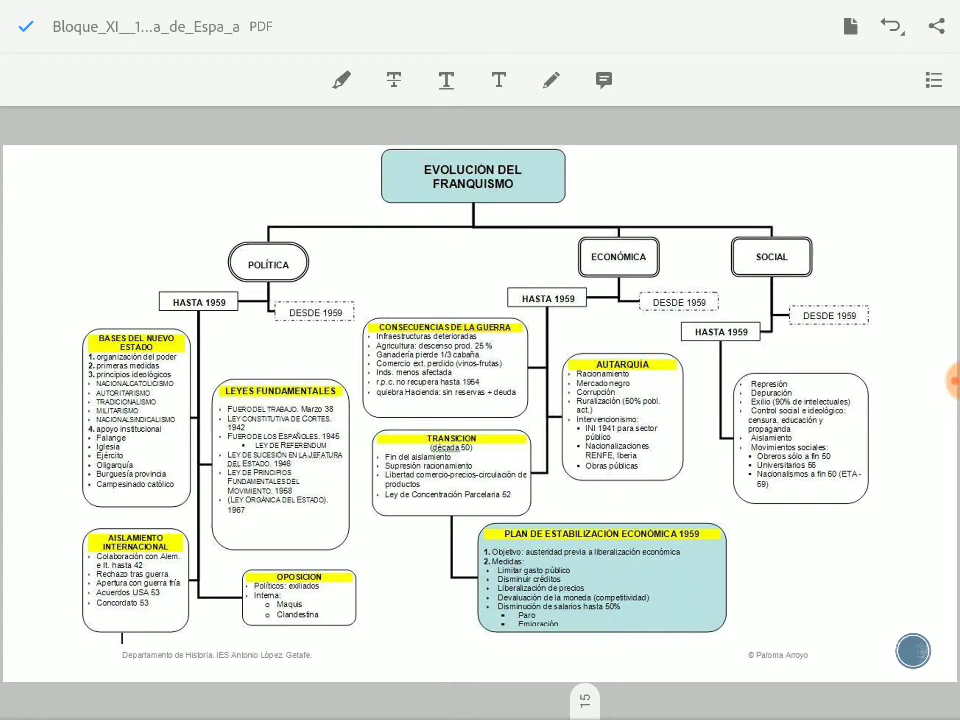 Bloque_XI__1...a_de_Espa_a PDF
EVOLUCIÓN DEL
FRANQUISMO
POLÍTICA
ECONÓMICA
SOCIAL
HASTA 1959
DESDE 1959
HASTA 1959
DESDE 1959
HASTA 1959
DESDE 1959
BASES DEL NUEVO
ESTADO
1. organización del poder
2. primeras medidas
3. principios ideológicos
NACIONALCATOLICISMO
AUTORITARISMO
TRADICIONALISMO
MILITARISMO
NACIONALSINDICALISMO
4. apoyo institucional
Falange
Iglesia
Ejército
Oligarquía
Burguesía provincia
Campesinado católico
LEYES FUNDAMENTALES
FUERO DEL TRABAJO. Marzo 38
LEY CONSTITUTIVA DE CORTES.
1942
FUERO DE LOS ESPAÑOLES. 1945
LEY DE REFERENDUM
LEY DE SUCESIÓN EN LA JEFATURA
DEL ESTADO. 1946
LEY DE PRINCIPIOS
FUNDAMENTALES DEL
MOVIMIENTO. 1958
(LEY ORGÁNICA DEL ESTADO).
1967
AISLAMIENTO
INTERNACIONAL
Colaboración con Alem.
e It. hasta 42
Rechazo tras guerra
Apertura con guerra fría
Acuerdos USA 53
Concordato 53
OPOSICION
Políticos: exiliados
Interna:
Maquis
Clandestina
CONSECUENCIAS DE LA GUERRA
Infraestructuras deterioradas
Agricultura: descenso prod. 25 %
Ganadería pierde 1/3 cabaña
Comercio ext. perdido (vinos-frutas)
Inds. menos afectada
r.p.c. no recupera hasta 1954
quiebra Hacienda: sin reservas + deuda
TRANSICIÓN
(década 50)
Fin del aislamiento
Supresión racionamiento
Libertad comercio-precios-circulación de
productos
Ley de Concentración Parcelaria 52
AUTARQUÍA
Racionamiento
Mercado negro
Corrupción
Ruralización (50% pobl.
act.)
Intervencionismo:
INI 1941 para sector
público
Nacionalizaciones
RENFE, Iberia
Obras públicas
PLAN DE ESTABILIZACIÓN ECONÓMICA 1959
1. Objetivo: austeridad previa a liberalización económica
2. Medidas:
Limitar gasto público
Disminuir créditos
Liberalización de precios
Devaluación de la moneda (competitividad)
Disminución de salarios hasta 50%
Paro
Emigración
Represión
Depuración
Exilio (90% de intelectuales)
Control social e ideológico:
censura, educación y
propaganda
Aislamiento
Movimientos sociales:
Obreros sólo a fin 50
Universitarios 56
Nacionalismos a fin 50 (ETA -
59)
Departamento de Historia. IES Antonio López. Getafe.
© Paloma Arroyo
15